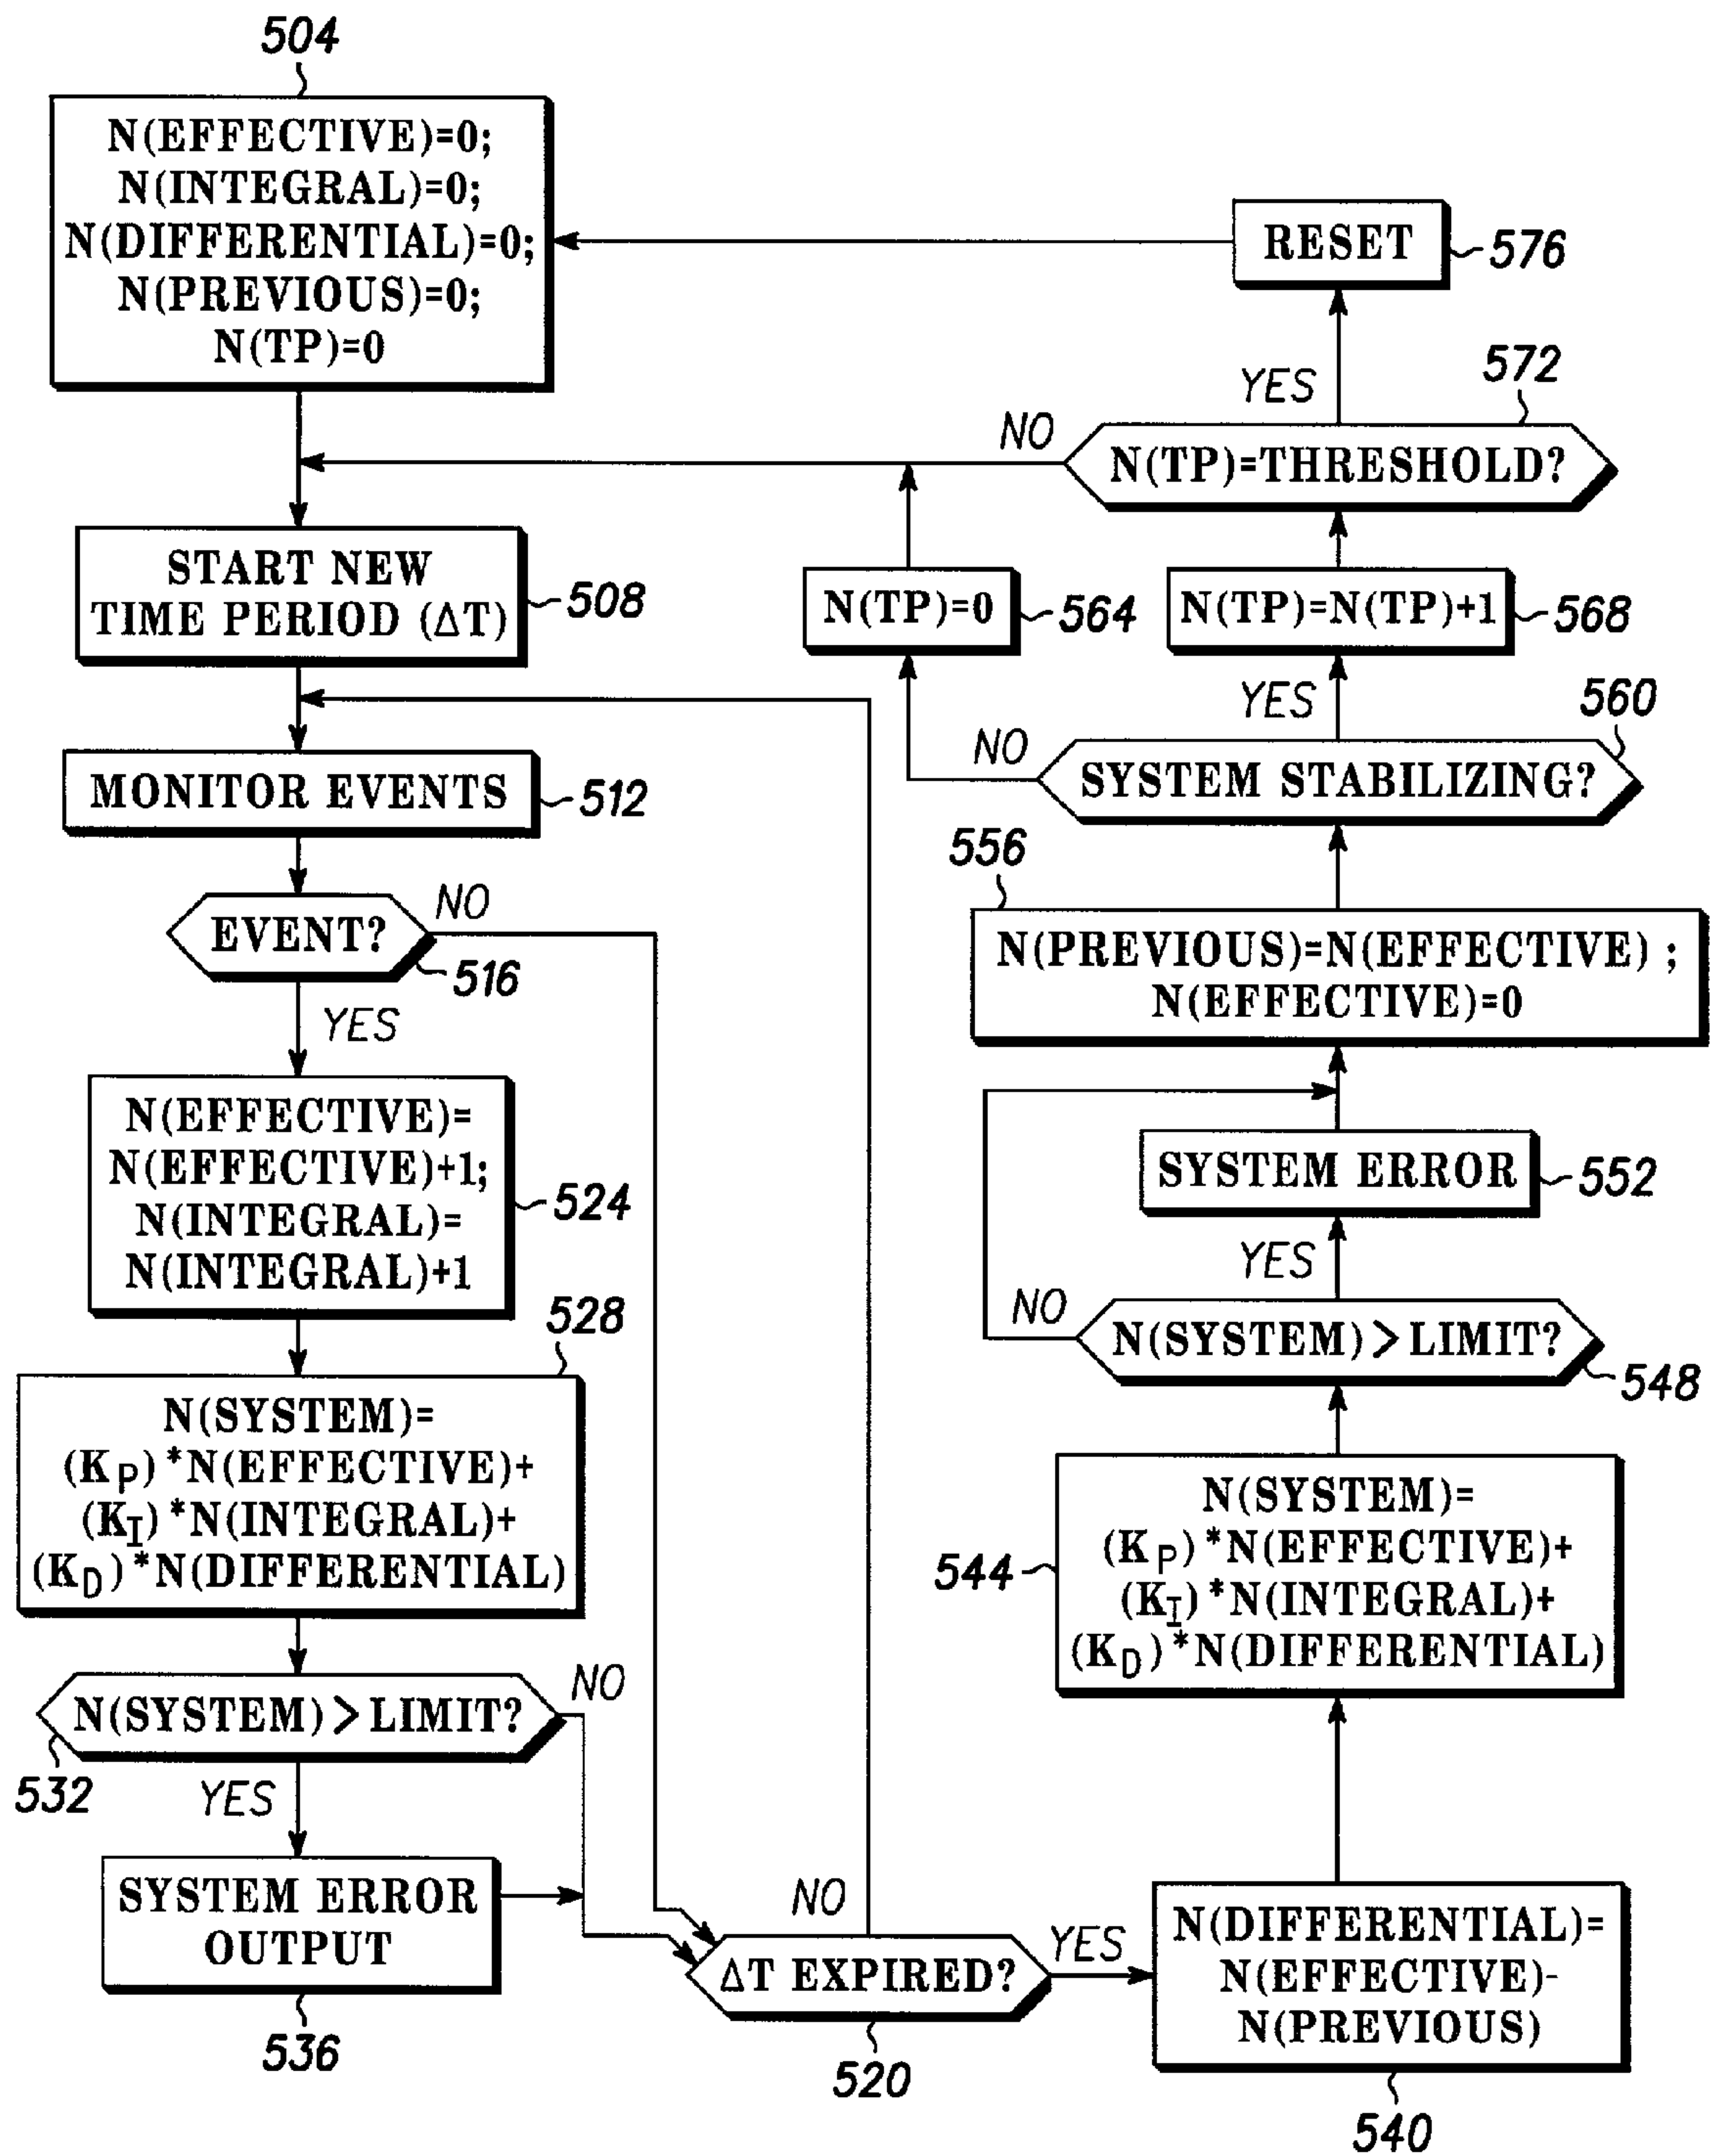 504
N(EFFECTIVE)=0;
N(INTEGRAL)=0;
N(DIFFERENTIAL)=0;
N(PREVIOUS)=0;
N(TP)=0
START NEW
TIME PERIOD (ΔT)
508
MONITOR EVENTS
512
EVENT?
516
NO
YES
N(EFFECTIVE)=
N(EFFECTIVE)+1;
N(INTEGRAL)=
N(INTEGRAL)+1
524
528
N(SYSTEM)=
(KP)*N(EFFECTIVE)+
(KI)*N(INTEGRAL)+
(KD)*N(DIFFERENTIAL)
N(SYSTEM)>LIMIT?
NO
532
YES
SYSTEM ERROR
OUTPUT
536
NO
ΔT EXPIRED?
520
YES
N(DIFFERENTIAL)=
N(EFFECTIVE)-
N(PREVIOUS)
540
N(SYSTEM)=
(KP)*N(EFFECTIVE)+
(KI)*N(INTEGRAL)+
(KD)*N(DIFFERENTIAL)
544
N(SYSTEM)>LIMIT?
548
NO
YES
SYSTEM ERROR
552
556
N(PREVIOUS)=N(EFFECTIVE) ;
N(EFFECTIVE)=0
SYSTEM STABILIZING?
560
NO
YES
N(TP)=0
564
N(TP)=N(TP)+1
568
N(TP)=THRESHOLD?
572
NO
YES
RESET
576